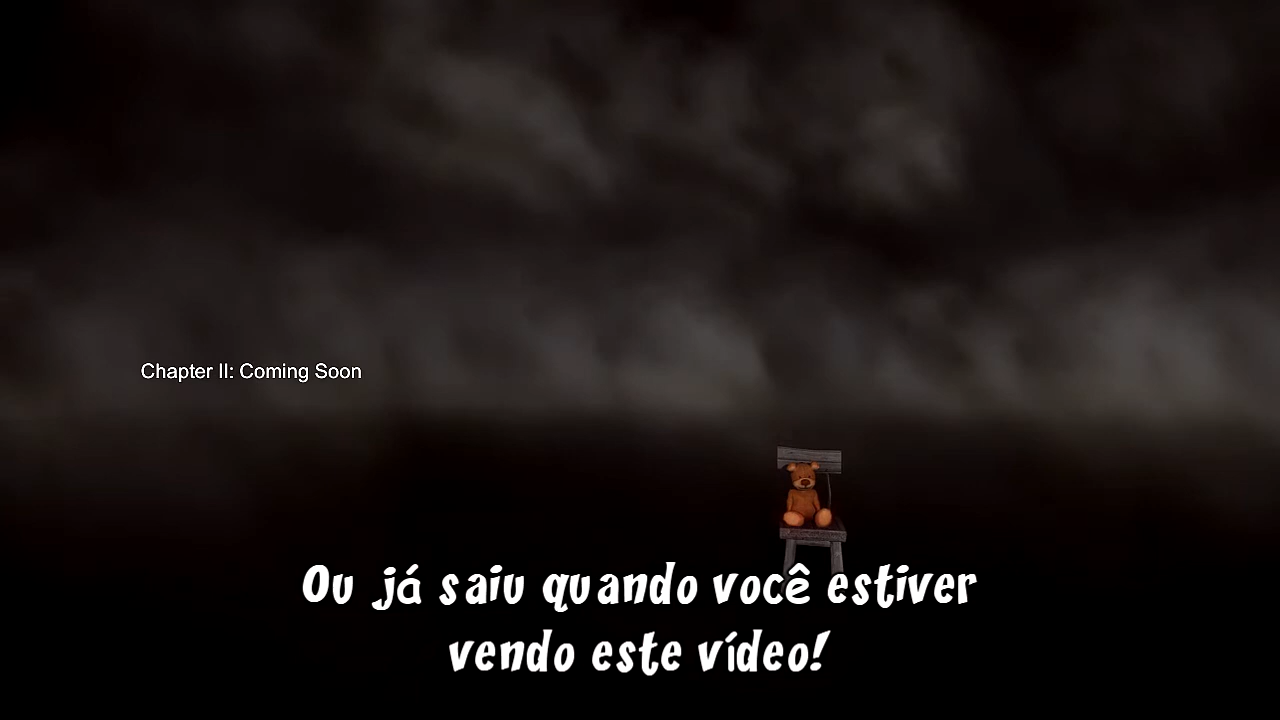 Chapter II: Coming Soon
Ou já saiu quando você estiver
vendo este vídeo!